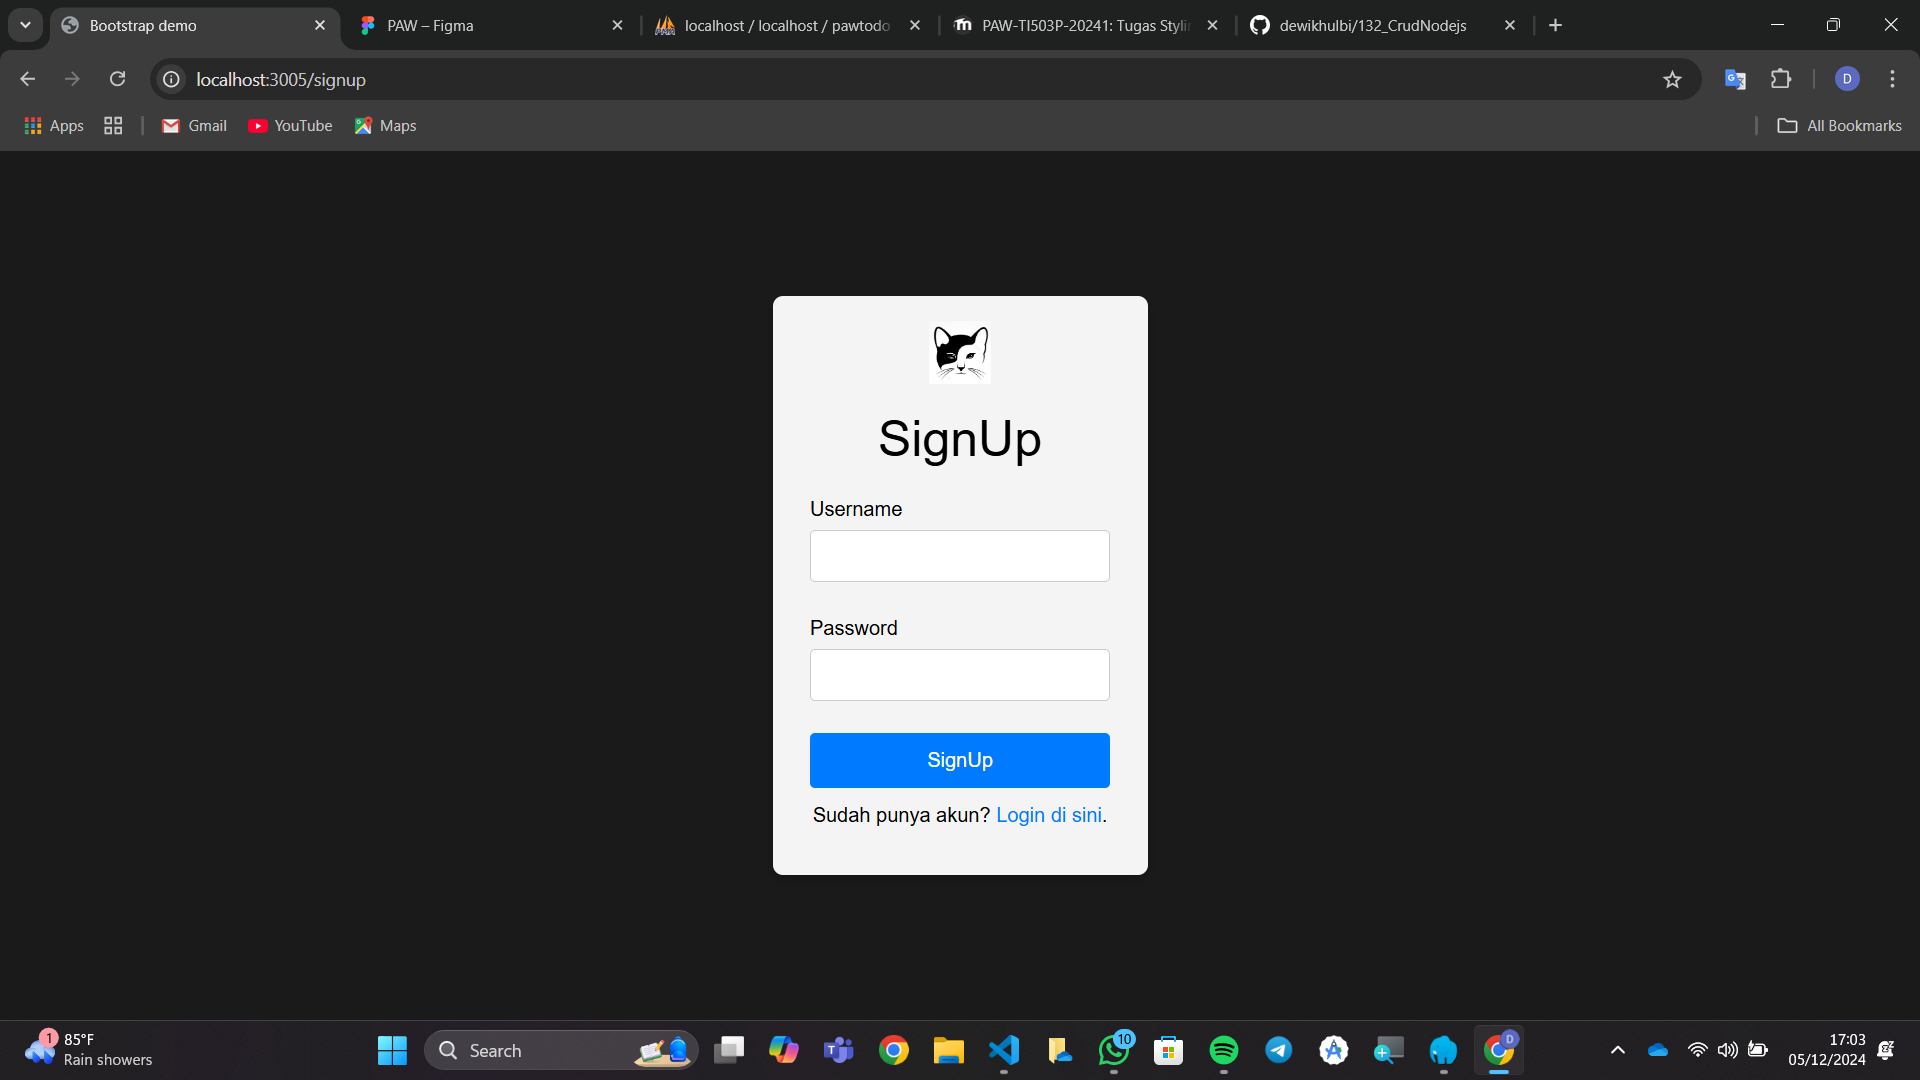 Bootstrap demo
PAW – Figma
localhost / localhost / pawtodo
PAW-TI503P-20241: Tugas Styli
dewikhulbi/132_CrudNodejs
localhost:3005/signup
D
Apps
Gmail
YouTube
Maps
All Bookmarks
SignUp
Username
Password
SignUp
Sudah punya akun? Login di sini.
1
85°F
Rain showers
Search
10
D
17:03
05/12/2024